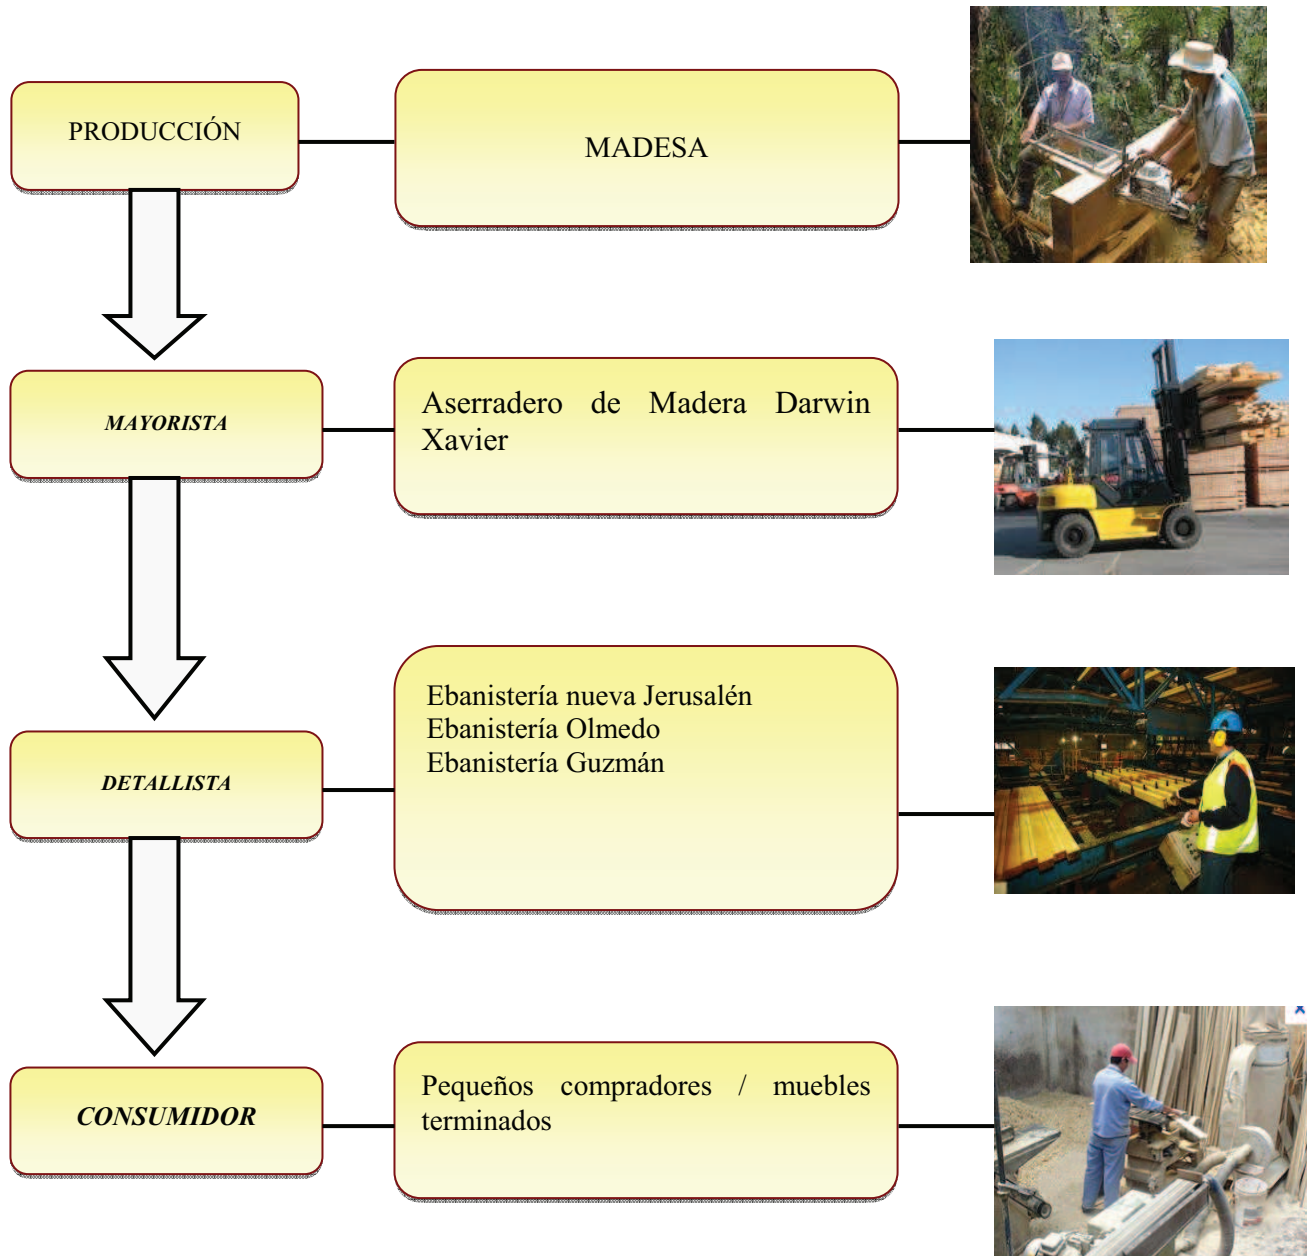 PRODUCCIÓN
MADESA
MAYORISTA
Aserradero de Madera Darwin
Xavier
DETALLISTA
Ebanistería nueva Jerusalén
Ebanistería Olmedo
Ebanistería Guzmán
CONSUMIDOR
Pequeños compradores / muebles
terminados